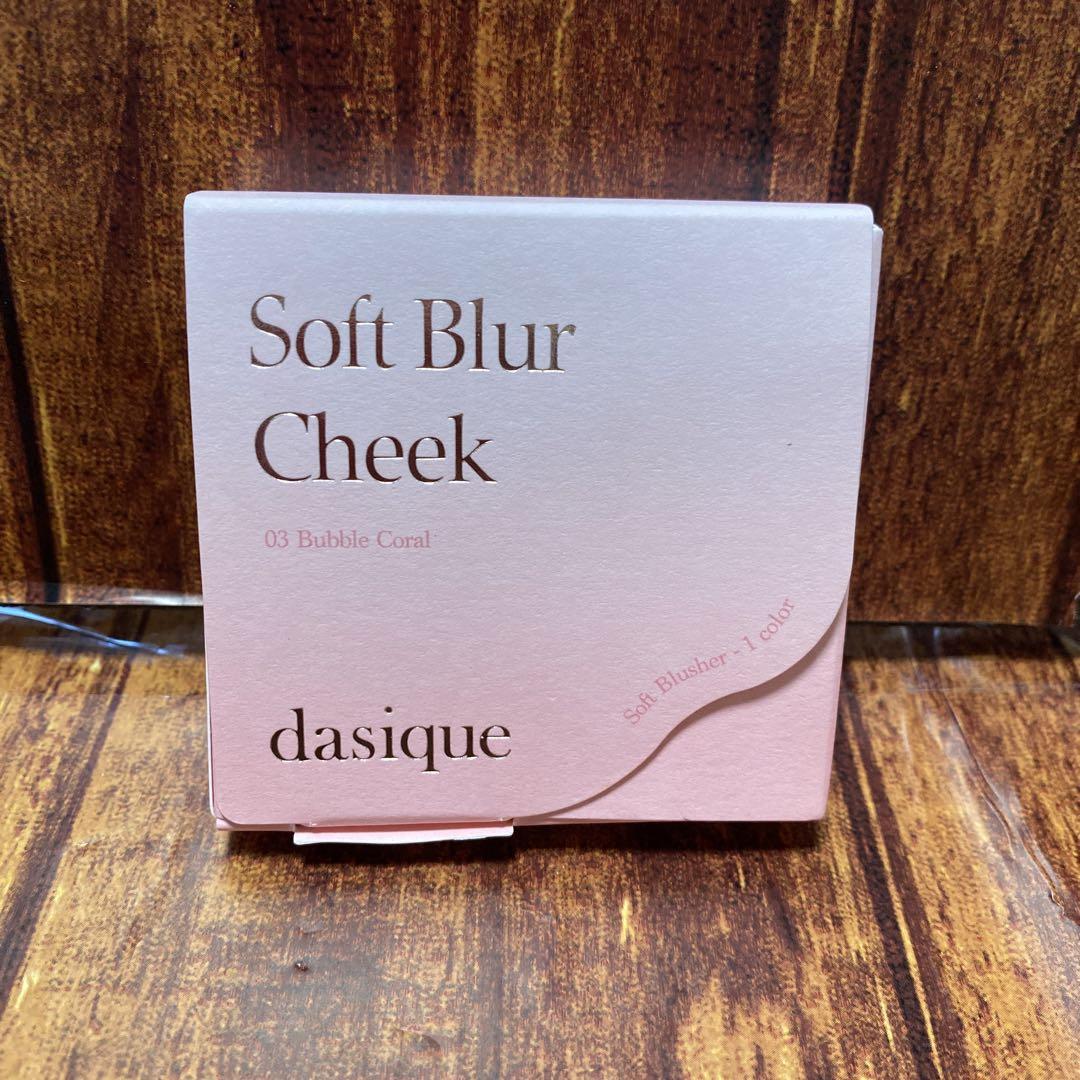 Soft Blur
Cheek
03 Bubble Coral
Soft Blusher - 1 color
dasique